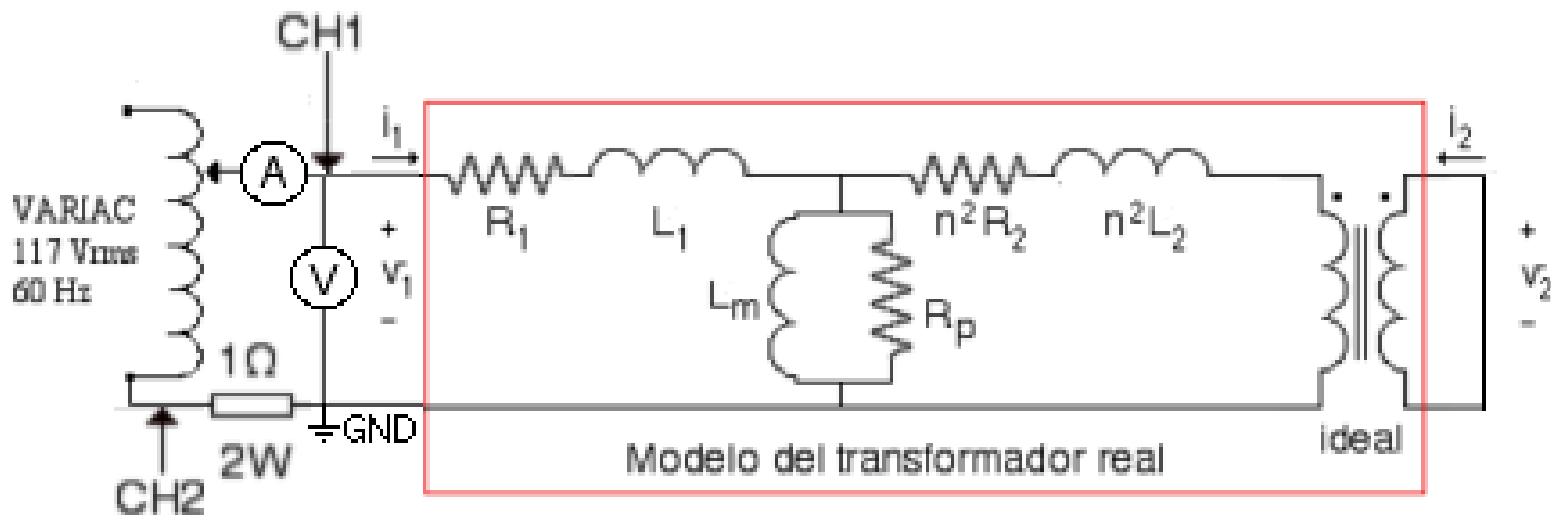 CH1
i₁
i₂
A
VARIAC
117 Vrms
60 Hz
V
+
v₁
-
R₁
L₁
n²R₂
n²L₂
Lm
Rp
+
v₂
-
1Ω
2W
GND
CH2
ideal
Modelo del transformador real